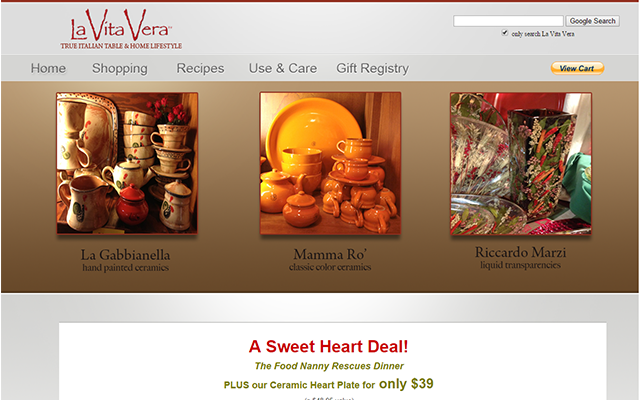 La Vita Vera
TRUE ITALIAN TABLE & HOME LIFESTYLE
Google Search
only search La Vita Vera
Home Shopping Recipes Use & Care Gift Registry View Cart
La Gabbianella
hand painted ceramics
Mamma Ro'
classic color ceramics
Riccardo Marzi
liquid transparencies
A Sweet Heart Deal!
The Food Nanny Rescues Dinner
PLUS our Ceramic Heart Plate for only $39